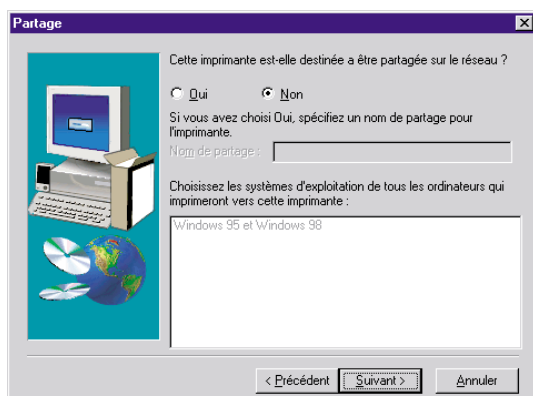 Partage
Cette imprimante est-elle destinée a être partagée sur le réseau ?
Oui
Non
Si vous avez choisi Oui, spécifiez un nom de partage pour
l'imprimante.
Nom de partage :
Choisissez les systèmes d'exploitation de tous les ordinateurs qui
imprimeront vers cette imprimante :
Windows 95 et Windows 98
< Précédent
Suivant >
Annuler